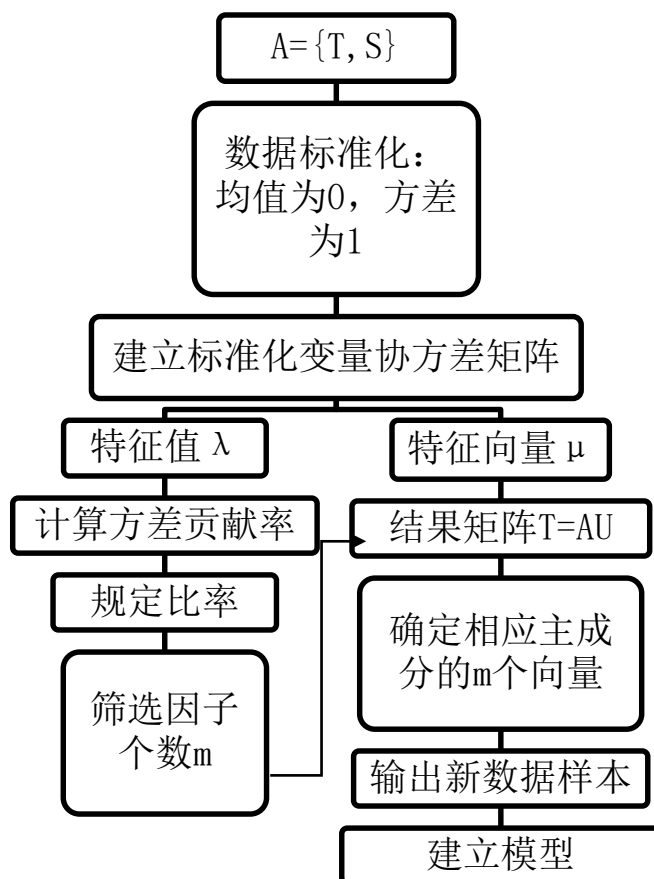 A={T,S}
数据标准化：
均值为0，方差
为1
建立标准化变量协方差矩阵
特征值λ
特征向量μ
计算方差贡献率
结果矩阵T=AU
规定比率
确定相应主成
分的m个向量
筛选因子
个数m
输出新数据样本
建立模型